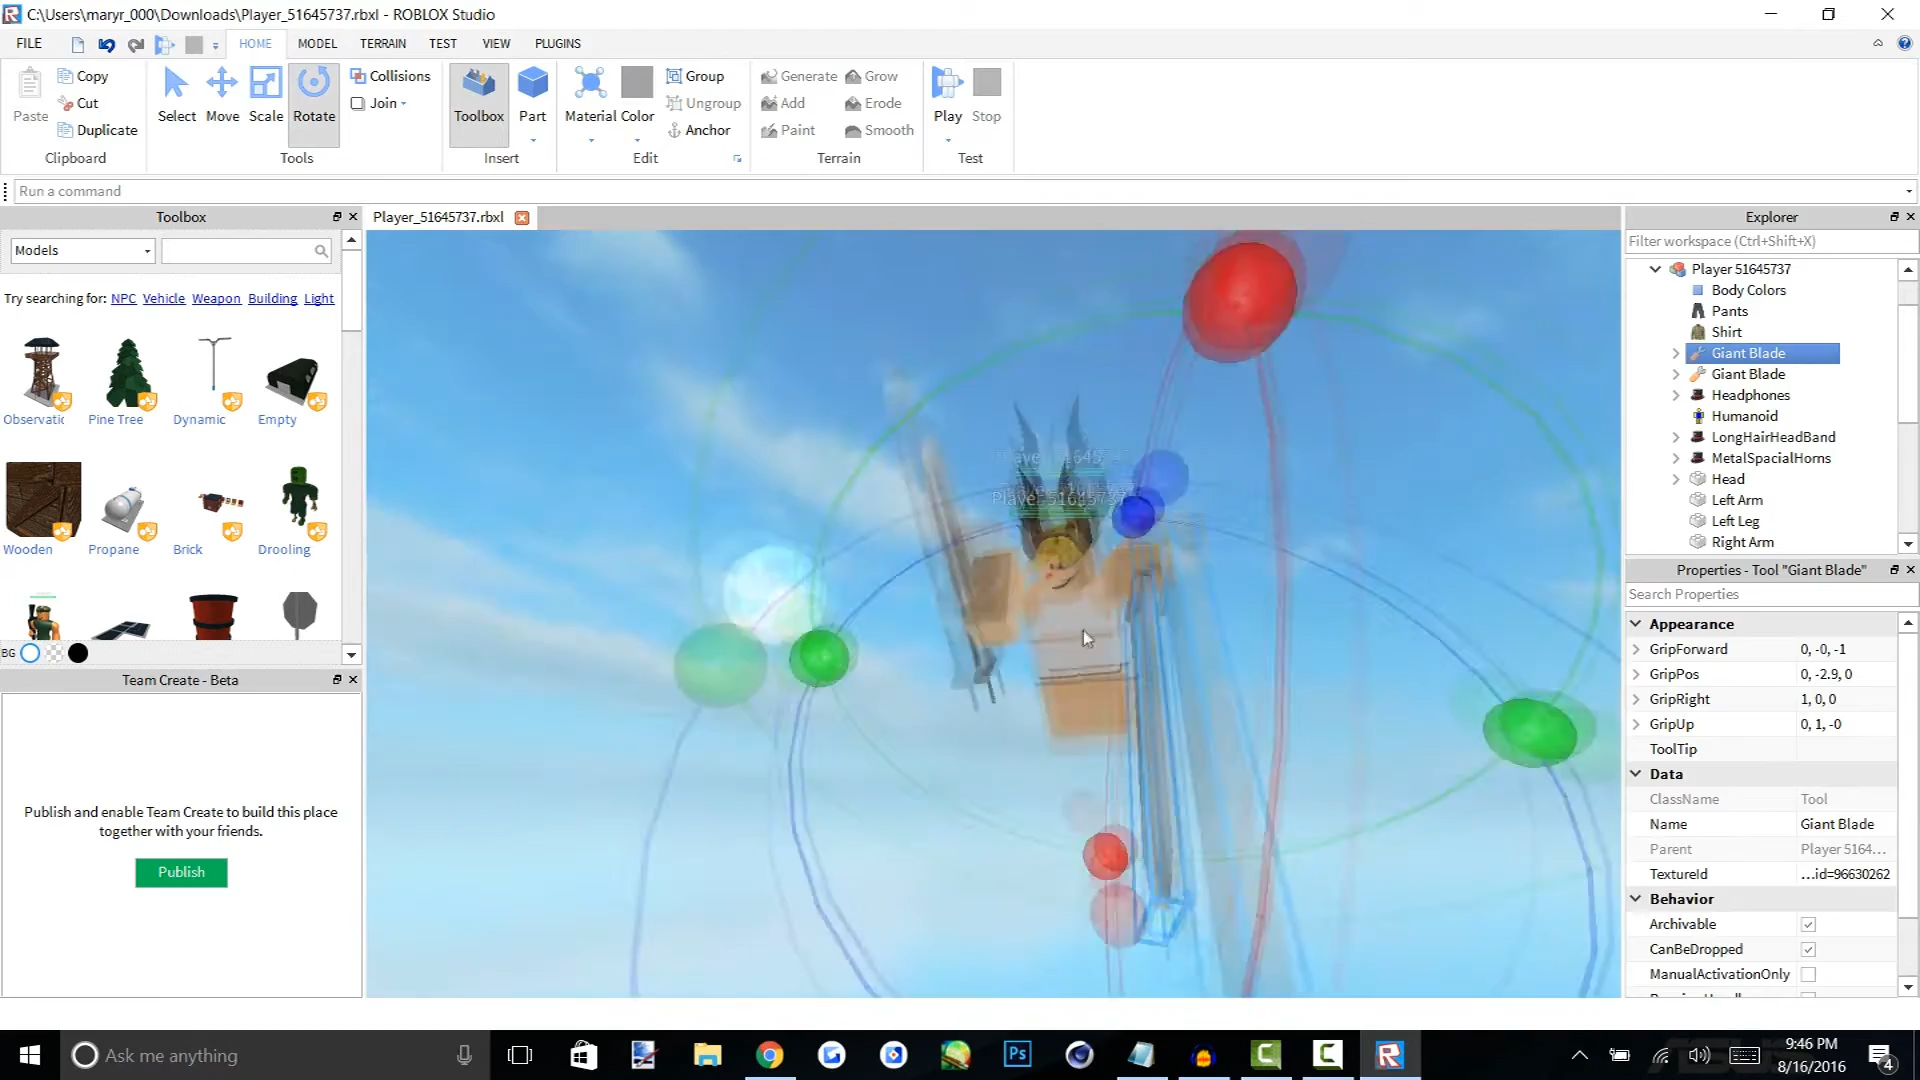 C:\Users\maryr_000\Downloads\Player_51645737.rbxl - ROBLOX Studio
FILE HOME MODEL TERRAIN TEST VIEW PLUGINS
Paste
Copy
Cut
Duplicate
Clipboard
Select Move Scale Rotate
Collisions
Join
Tools
Toolbox Part
Insert
Material Color
Group
Ungroup
Anchor
Edit
Generate Grow
Add Erode
Paint Smooth
Terrain
Play Stop
Test
Run a command
Toolbox
Models
Try searching for: NPC Vehicle Weapon Building Light
Observatic Pine Tree Dynamic Empty
Wooden Propane Brick Drooling
BG
Team Create - Beta
Publish and enable Team Create to build this place
together with your friends.
Publish
Player_51645737.rbxl
Player_51645737
Explorer
Filter workspace (Ctrl+Shift+X)
Player 51645737
Body Colors
Pants
Shirt
Giant Blade
Giant Blade
Headphones
Humanoid
LongHairHeadBand
MetalSpacialHorns
Head
Left Arm
Left Leg
Right Arm
Properties - Tool "Giant Blade"
Search Properties
Appearance
GripForward 0, -0, -1
GripPos 0, -2.9, 0
GripRight 1, 0, 0
GripUp 0, 1, -0
ToolTip
Data
ClassName Tool
Name Giant Blade
Parent Player 5164...
TextureId ...id=96630262
Behavior
Archivable
CanBeDropped
ManualActivationOnly
Ask me anything
Ps
9:46 PM
8/16/2016
4